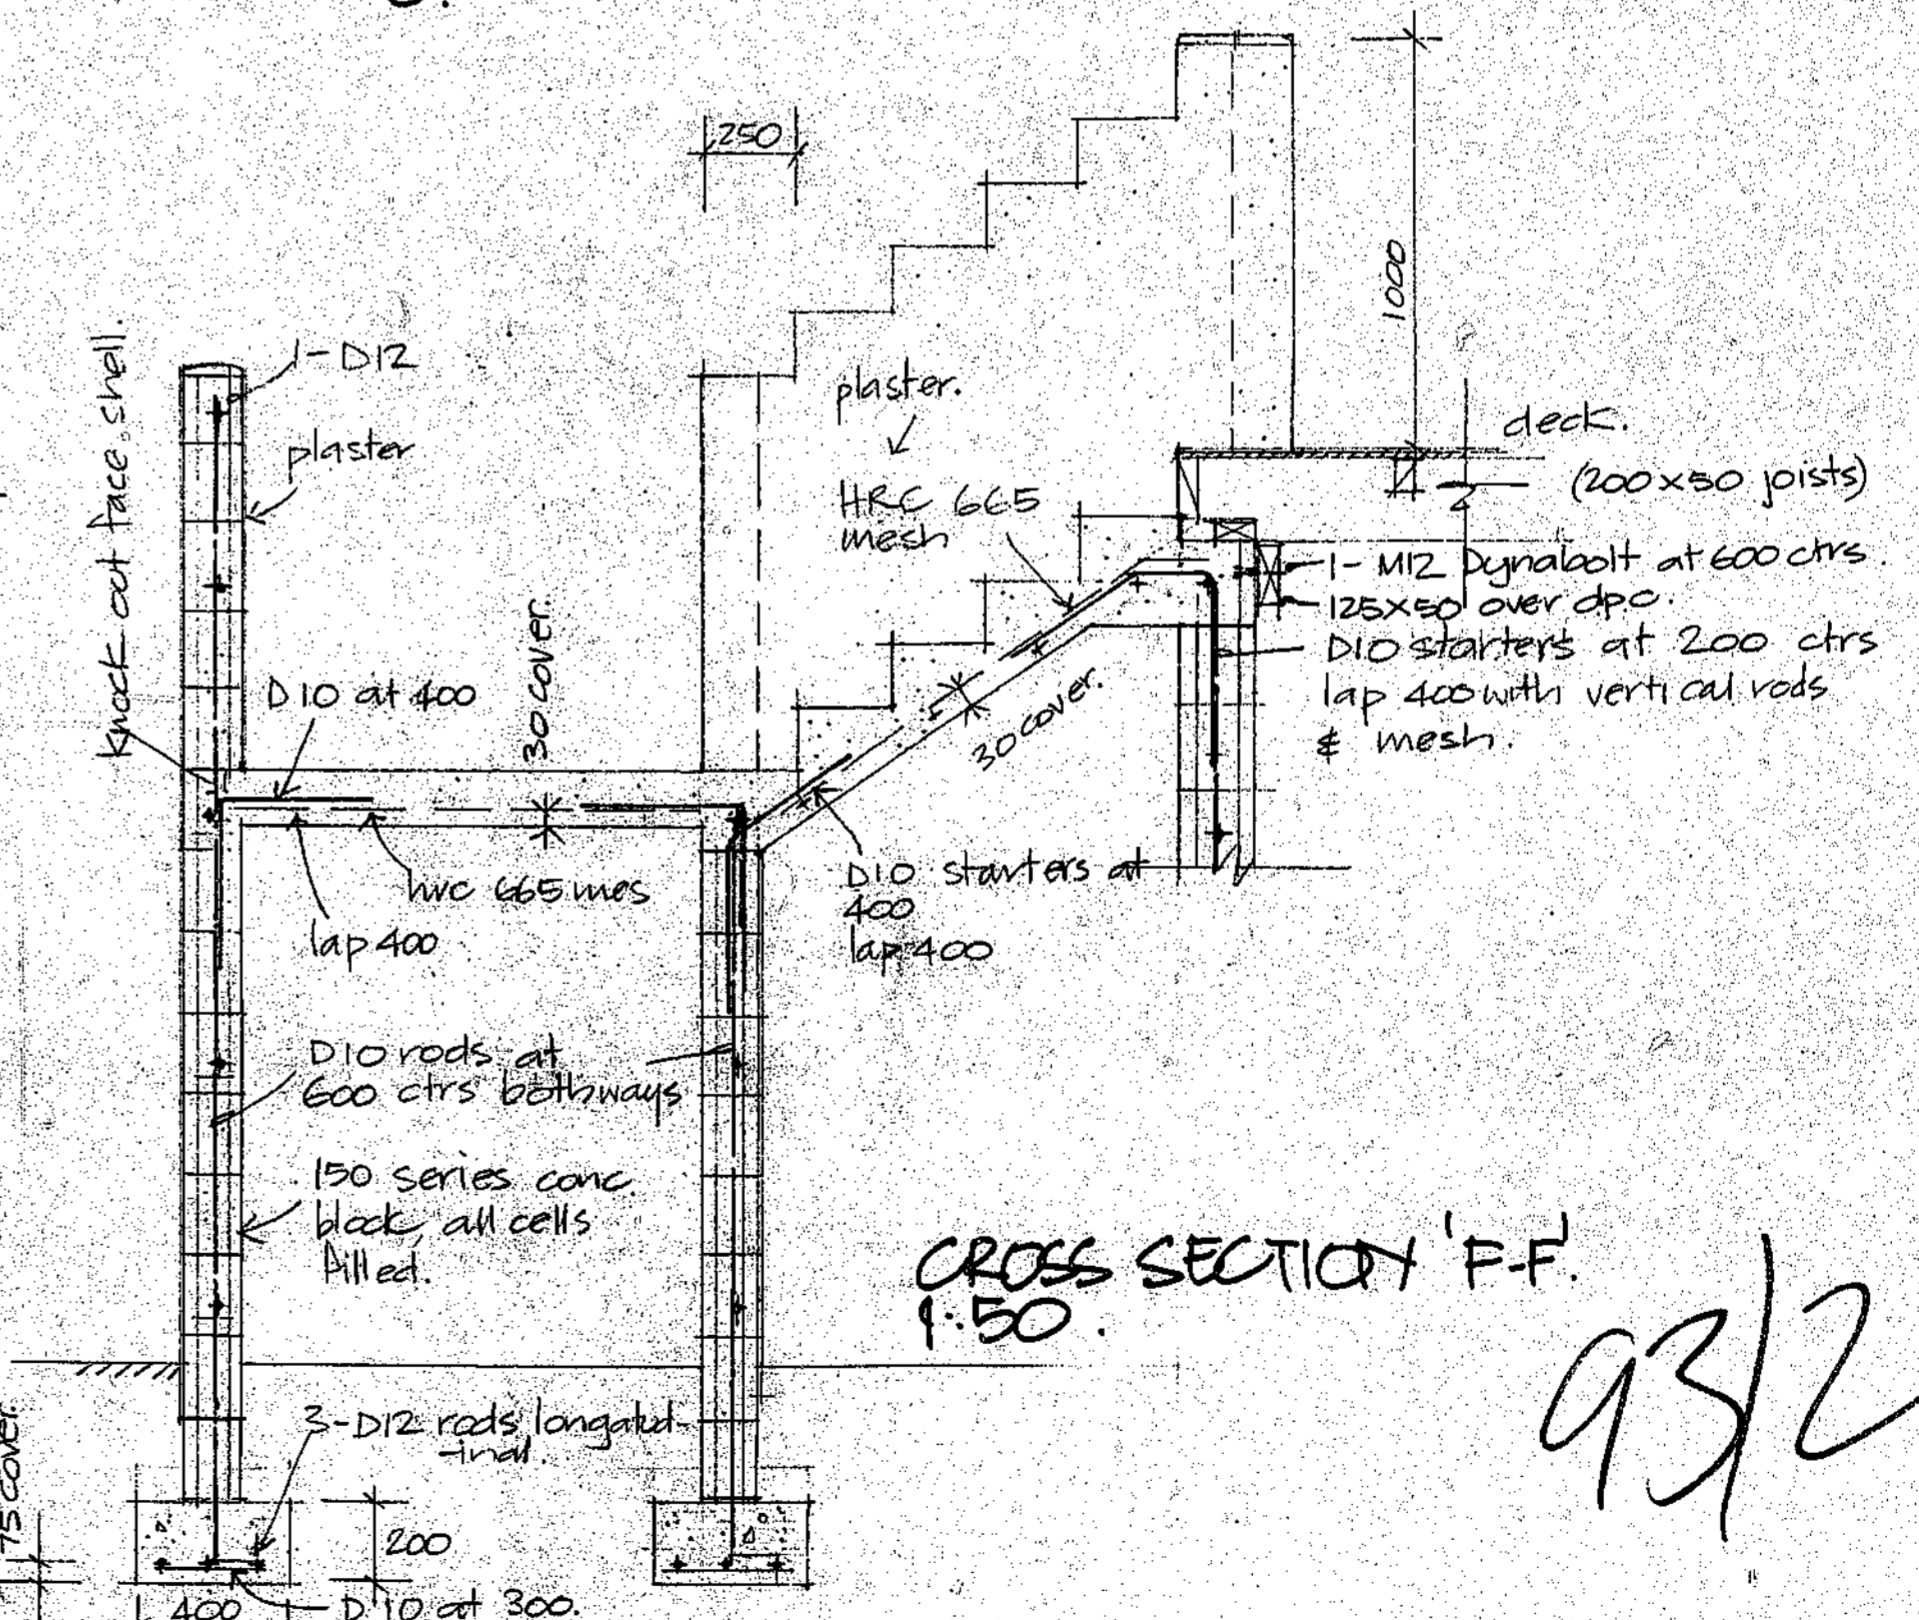 250
1000
1-D12
plaster
Knock out face shell.
plaster.
HRC 665
mesh
deck.
(200x50 joists)
1- M12 Dynabolt at 600 ctrs.
125x50 over dpc.
D10 starters at 200 ctrs
lap 400 with vertical rods
& mesh.
D10 at 400
30 cover.
30 cover.
hrc 665 mes
lap 400
D10 starters at
400
lap 400
D10 rods at
600 ctrs bothways
150 series conc.
block, all cells
filled.
CROSS SECTION 'F-F'.
1:50.
93/2
3-D12 rods longatud-
-inal.
75 cover.
200
400
D10 at 300.